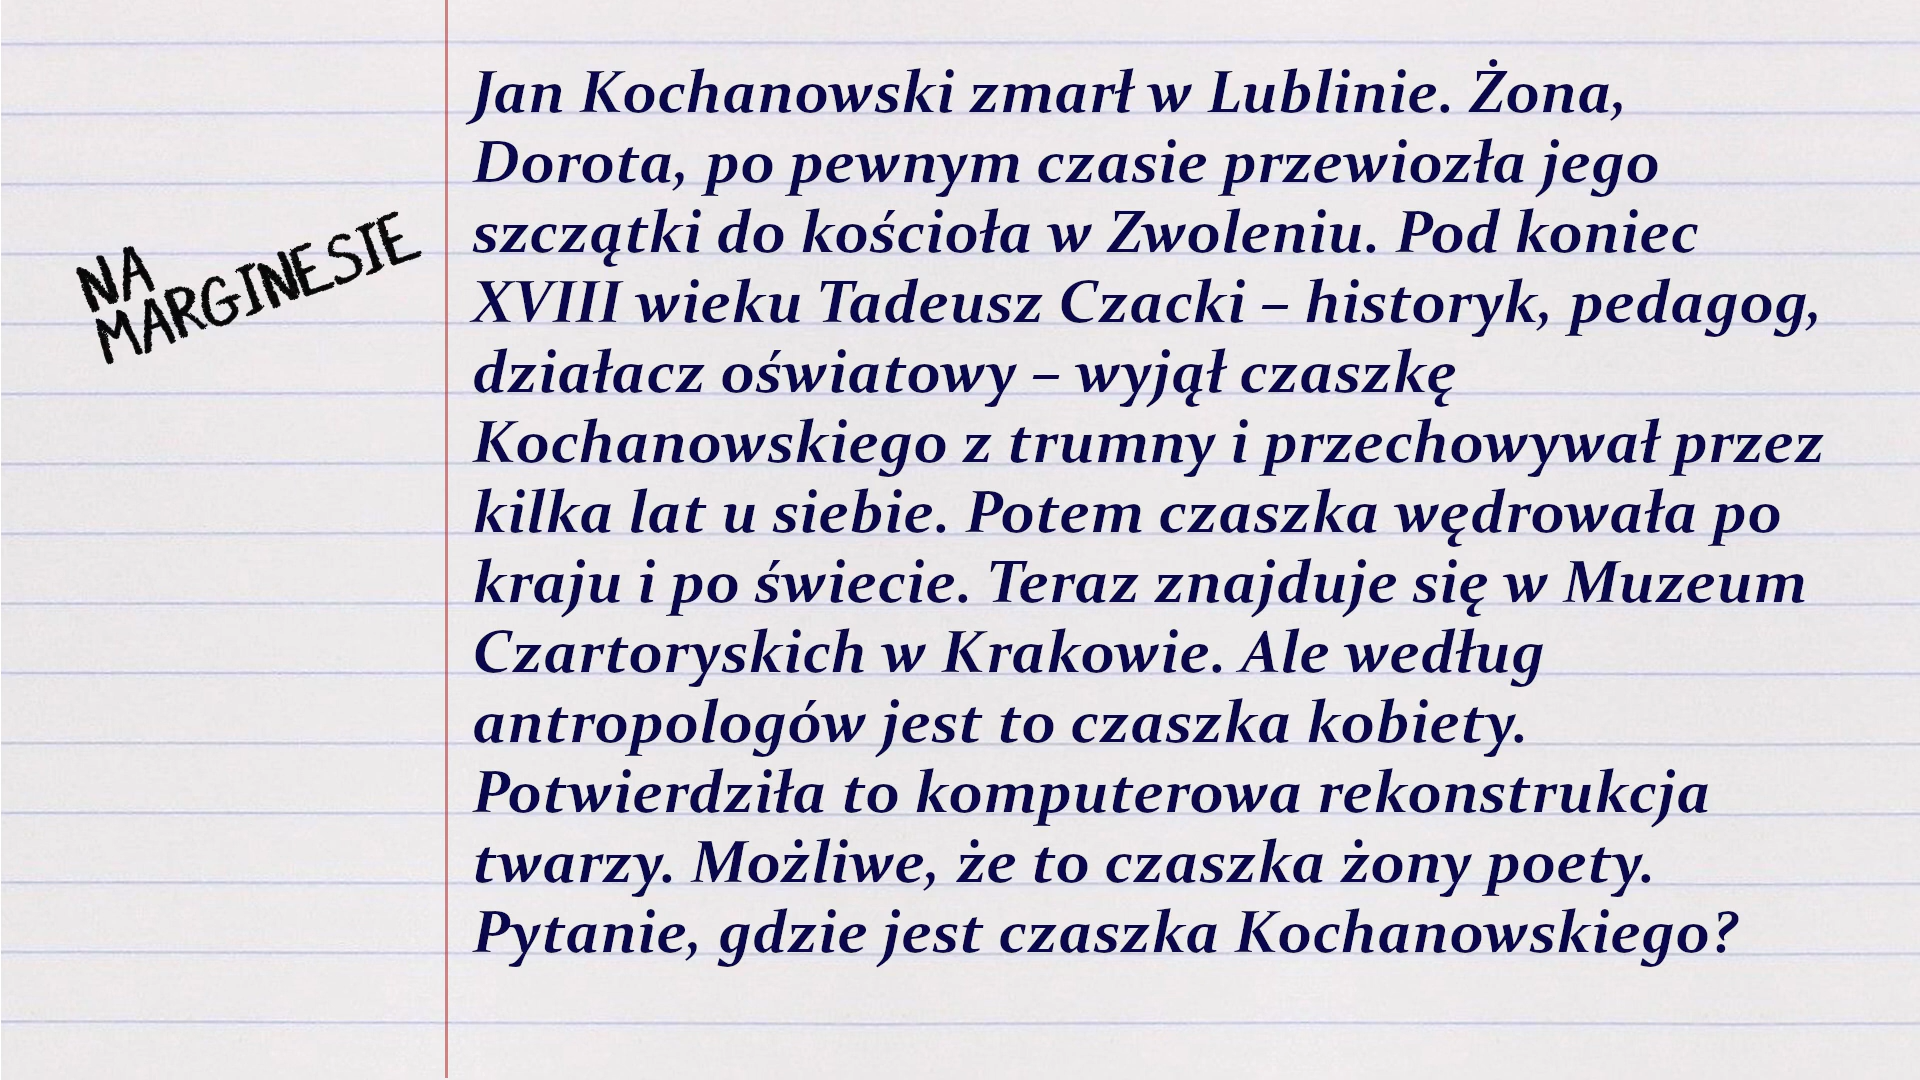 NA
MARGINESIE
Jan Kochanowski zmarł w Lublinie. Żona,
Dorota, po pewnym czasie przewiozła jego
szczątki do kościoła w Zwoleniu. Pod koniec
XVIII wieku Tadeusz Czacki – historyk, pedagog,
działacz oświatowy – wyjął czaszkę
Kochanowskiego z trumny i przechowywał przez
kilka lat u siebie. Potem czaszka wędrowała po
kraju i po świecie. Teraz znajduje się w Muzeum
Czartoryskich w Krakowie. Ale według
antropologów jest to czaszka kobiety.
Potwierdziła to komputerowa rekonstrukcja
twarzy. Możliwe, że to czaszka żony poety.
Pytanie, gdzie jest czaszka Kochanowskiego?